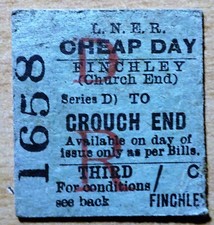 L. N. E. R.
CHEAP DAY
FINCHLEY
(Church End)
Series D) TO
CROUCH END
Available on day of
issue only as per Bills.
THIRD / C
For conditions
see back FINCHLE
1658